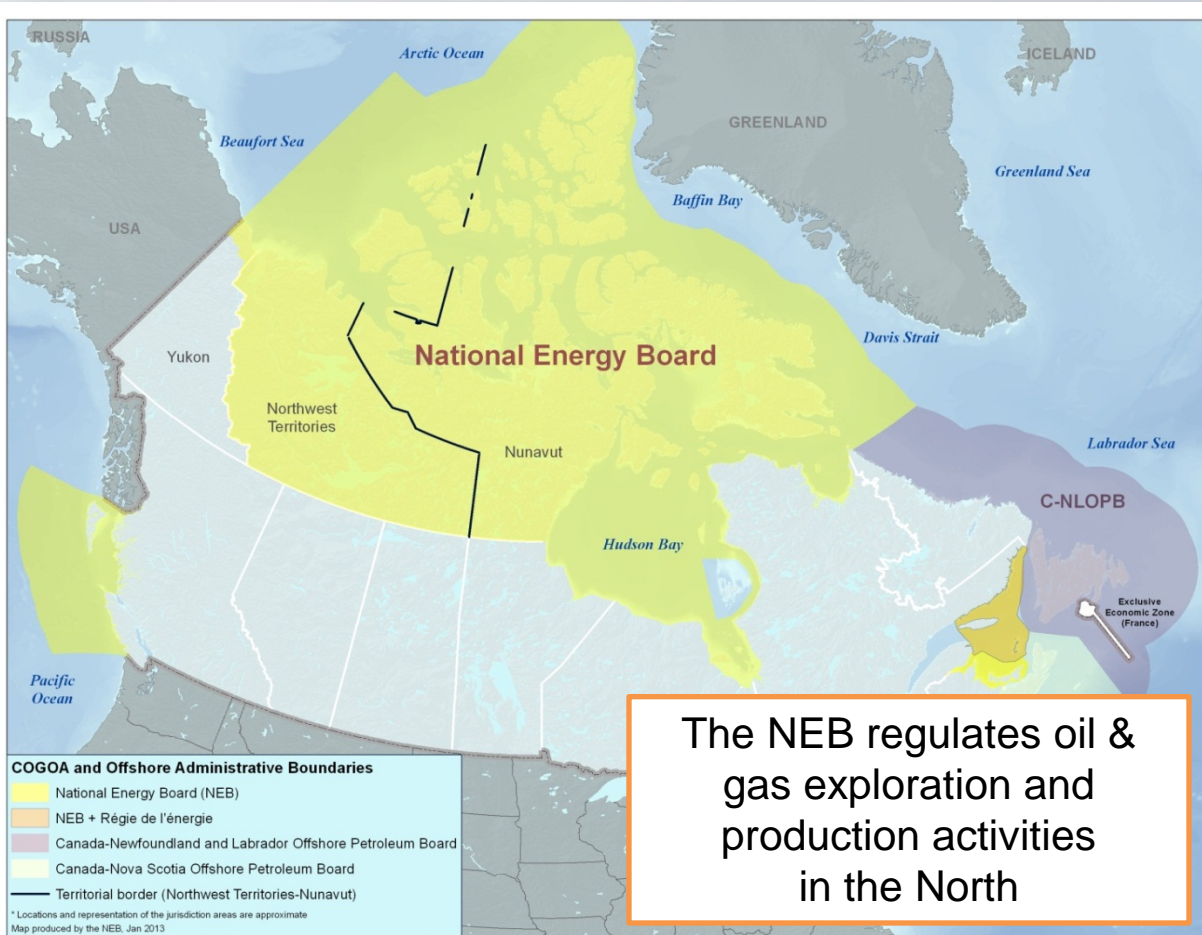 RUSSIA
Arctic Ocean
ICELAND
GREENLAND
Beaufort Sea
Greenland Sea
Baffin Bay
USA
Davis Strait
Yukon
National Energy Board
Northwest
Territories
Nunavut
Labrador Sea
C-NLOPB
Hudson Bay
Exclusive
Economic Zone
(France)
Pacific
Ocean
The NEB regulates oil &
gas exploration and
production activities
in the North
COGOA and Offshore Administrative Boundaries
National Energy Board (NEB)
NEB + Régie de l'énergie
Canada-Newfoundland and Labrador Offshore Petroleum Board
Canada-Nova Scotia Offshore Petroleum Board
Territorial border (Northwest Territories-Nunavut)
* Locations and representation of the jurisdiction areas are approximate
Map produced by the NEB, Jan 2013